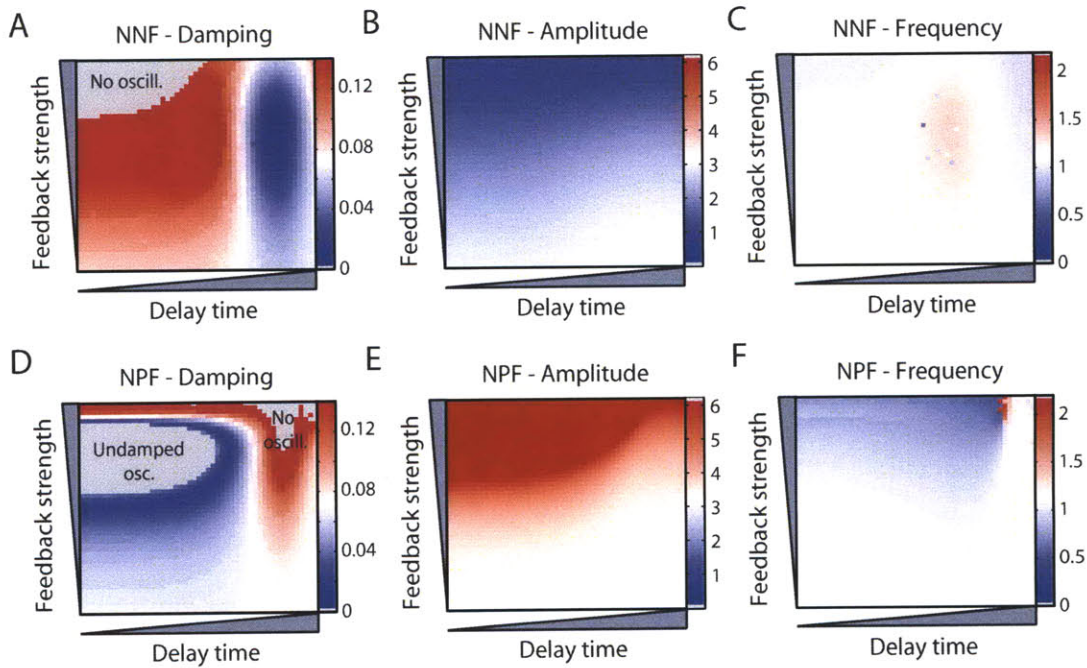 A
NNF - Damping
No oscill.
Feedback strength
Delay time
0.12
0.08
0.04
0
B
NNF - Amplitude
Feedback strength
6
5
4
3
2
1
C
NNF - Frequency
Feedback strength
2
1.5
1
0.5
0
Delay time
D
NPF - Damping
Undamped
osc.
No
oscill.
Feedback strength
Delay time
0.12
0.08
0.04
0
E
NPF - Amplitude
Feedback strength
Delay time
6
5
4
3
2
1
F
NPF - Frequency
Feedback strength
Delay time
2
1.5
1
0.5
0